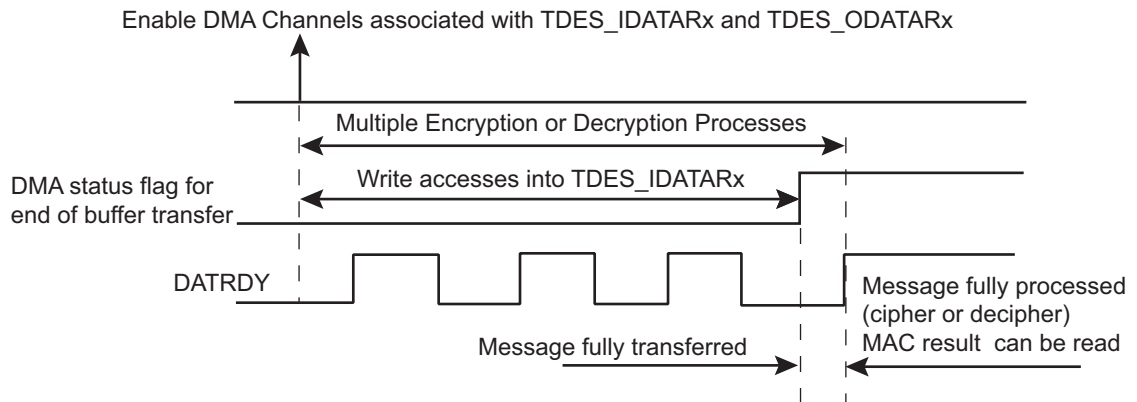 Enable DMA Channels associated with TDES_IDATARx and TDES_ODATARx
Multiple Encryption or Decryption Processes
Write accesses into TDES_IDATARx
DMA status flag for
end of buffer transfer
DATRDY
Message fully processed
(cipher or decipher)
MAC result can be read
Message fully transferred